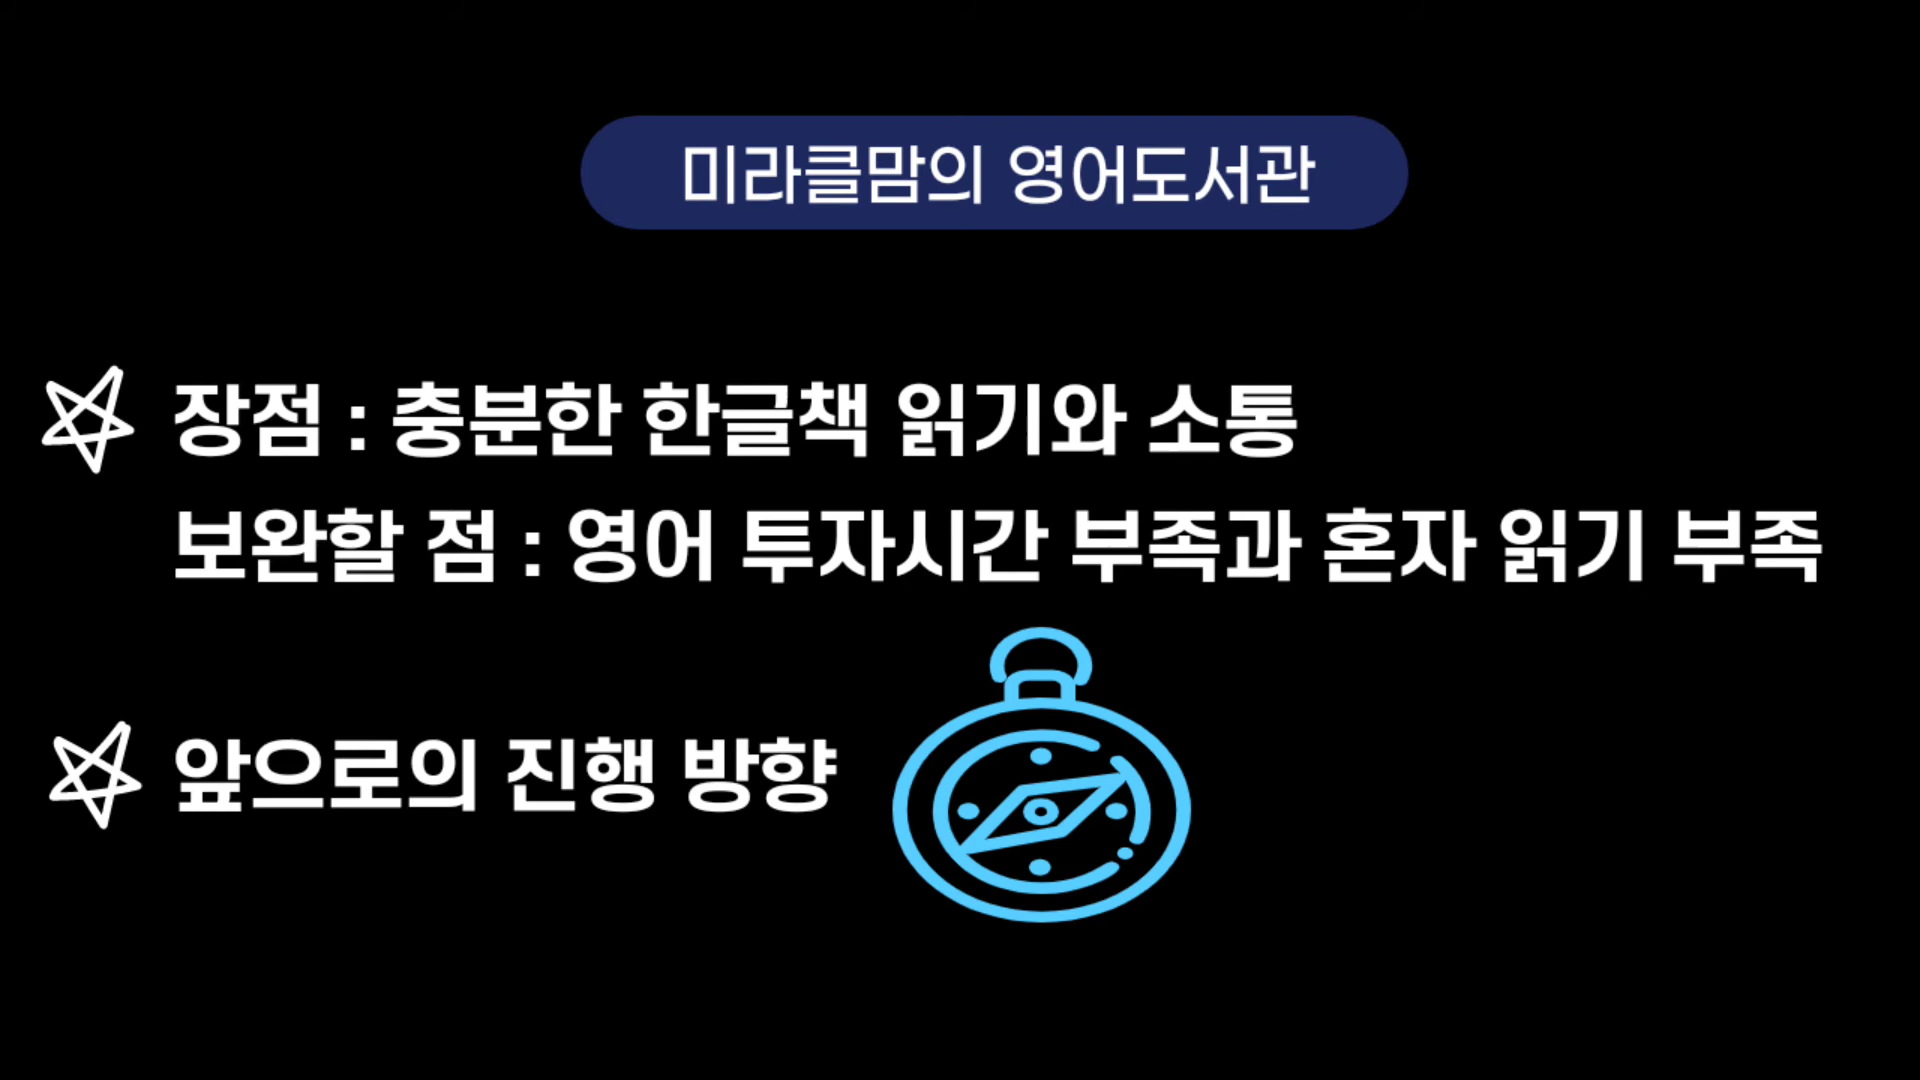 미라클맘의 영어도서관
장점 : 충분한 한글책 읽기와 소통
보완할 점 : 영어 투자시간 부족과 혼자 읽기 부족
앞으로의 진행 방향